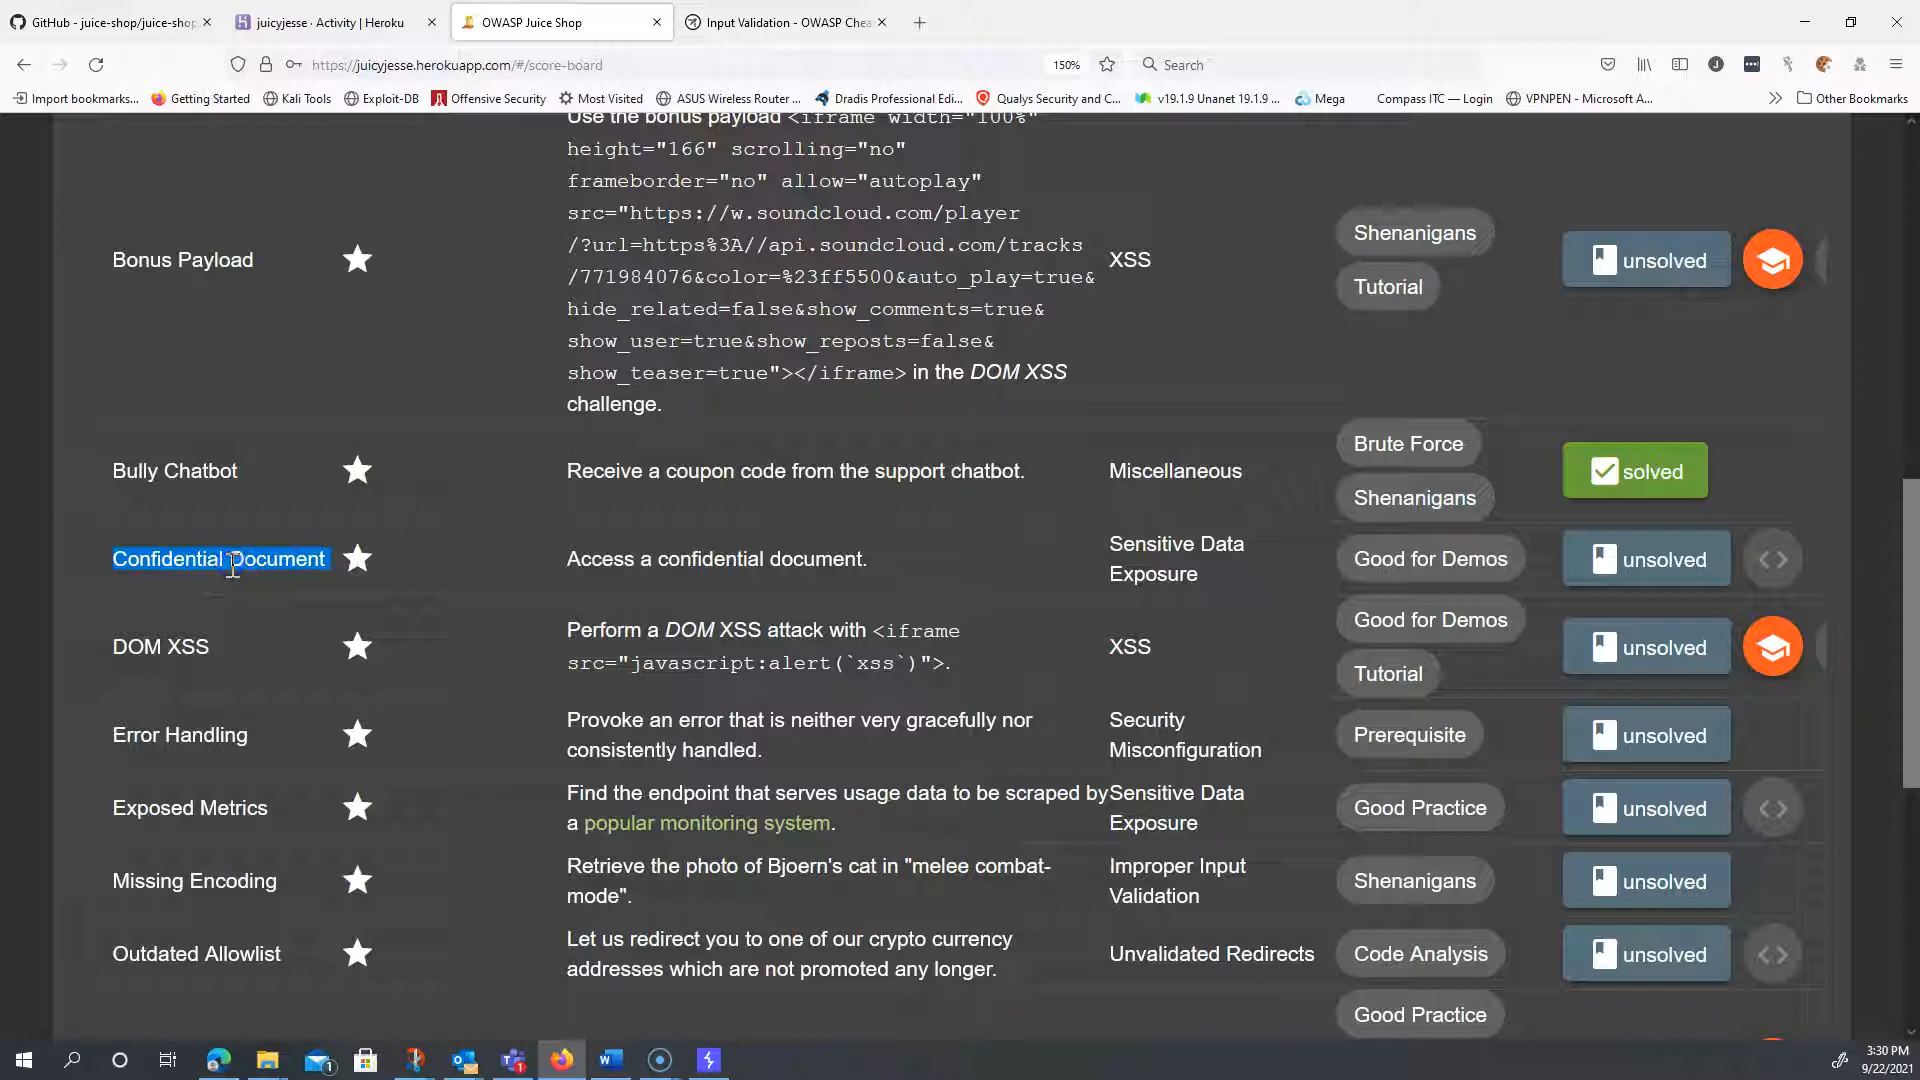 GitHub - juice-shop/juice-shop
juicyjesse · Activity | Heroku
OWASP Juice Shop
Input Validation - OWASP Chea
https://juicyjesse.herokuapp.com/#/score-board
150%
Search
Import bookmarks...
Getting Started
Kali Tools
Exploit-DB
Offensive Security
Most Visited
ASUS Wireless Router ...
Dradis Professional Edi...
Qualys Security and C...
v19.1.9 Unanet 19.1.9 ...
Mega
Compass ITC — Login
VPNPEN - Microsoft A...
Other Bookmarks
Use the bonus payload <iframe width="100%"
height="166" scrolling="no"
frameborder="no" allow="autoplay"
src="https://w.soundcloud.com/player
/?url=https%3A//api.soundcloud.com/tracks
/771984076&color=%23ff5500&auto_play=true&
hide_related=false&show_comments=true&
show_user=true&show_reposts=false&
show_teaser=true"></iframe> in the DOM XSS
challenge.
Bonus Payload
XSS
Shenanigans
Tutorial
unsolved
Bully Chatbot
Receive a coupon code from the support chatbot.
Miscellaneous
Brute Force
Shenanigans
solved
Confidential Document
Access a confidential document.
Sensitive Data
Exposure
Good for Demos
unsolved
DOM XSS
Perform a DOM XSS attack with <iframe
src="javascript:alert(`xss`)">.
XSS
Good for Demos
Tutorial
unsolved
Error Handling
Provoke an error that is neither very gracefully nor
consistently handled.
Security
Misconfiguration
Prerequisite
unsolved
Exposed Metrics
Find the endpoint that serves usage data to be scraped by
a popular monitoring system.
Sensitive Data
Exposure
Good Practice
unsolved
Missing Encoding
Retrieve the photo of Bjoern's cat in "melee combat-
mode".
Improper Input
Validation
Shenanigans
unsolved
Outdated Allowlist
Let us redirect you to one of our crypto currency
addresses which are not promoted any longer.
Unvalidated Redirects
Code Analysis
unsolved
Good Practice
3:30 PM
9/22/2021